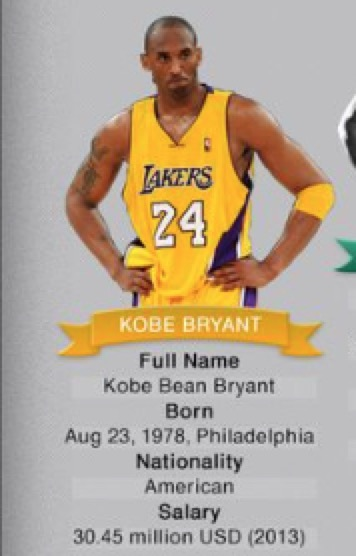 LAKERS
24
KOBE BRYANT
Full Name
Kobe Bean Bryant
Born
Aug 23, 1978, Philadelphia
Nationality
American
Salary
30.45 million USD (2013)